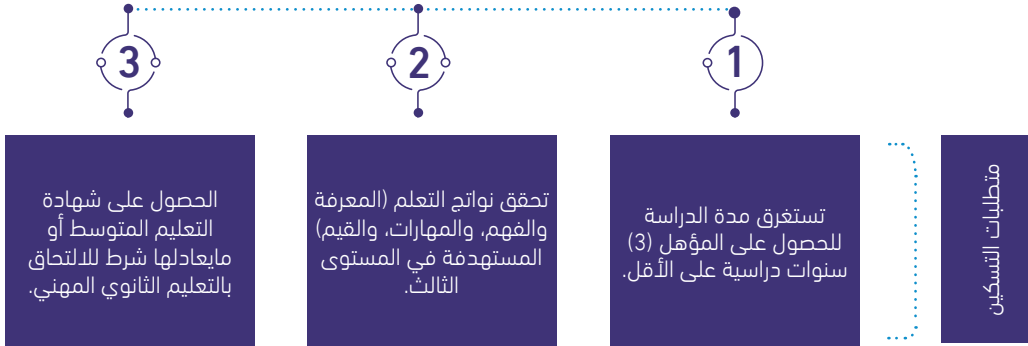 متطلبات التسكين
1
تستغرق مدة الدراسة
للحصول على المؤهل (3)
سنوات دراسية على الأقل.
2
تحقق نواتج التعلم (المعرفة
والفهم، والمهارات، والقيم)
المستهدفة في المستوى
الثالث.
3
الحصول على شهادة
التعليم المتوسط أو
مايعادلها شرط للالتحاق
بالتعليم الثانوي المهني.